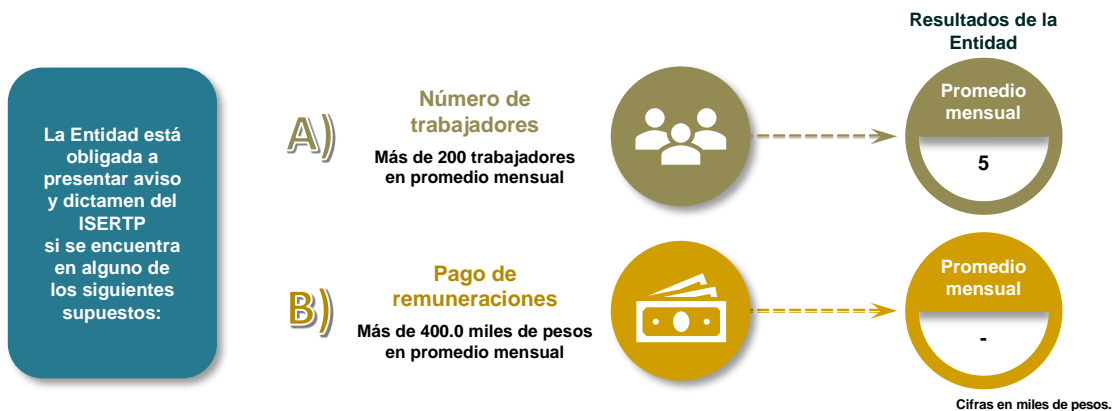 Resultados de la
Entidad
La Entidad está
obligada a
presentar aviso
y dictamen del
ISERTP
si se encuentra
en alguno de
los siguientes
supuestos:
A)
Número de
trabajadores
Más de 200 trabajadores
en promedio mensual
Promedio
mensual
5
B)
Pago de
remuneraciones
Más de 400.0 miles de pesos
en promedio mensual
Promedio
mensual
-
Cifras en miles de pesos.